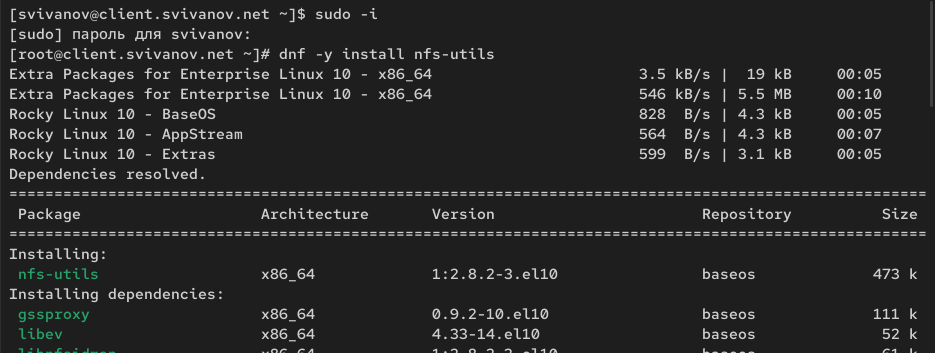 [svivanov@client.svivanov.net ~]$ sudo -i
[sudo] пароль для svivanov:
[root@client.svivanov.net ~]# dnf -y install nfs-utils
Extra Packages for Enterprise Linux 10 - x86_64 3.5 kB/s | 19 kB 00:05
Extra Packages for Enterprise Linux 10 - x86_64 546 kB/s | 5.5 MB 00:10
Rocky Linux 10 - BaseOS 828 B/s | 4.3 kB 00:05
Rocky Linux 10 - AppStream 564 B/s | 4.3 kB 00:07
Rocky Linux 10 - Extras 599 B/s | 3.1 kB 00:05
Dependencies resolved.
Package Architecture Version Repository Size
Installing:
nfs-utils x86_64 1:2.8.2-3.el10 baseos 473 k
Installing dependencies:
gssproxy x86_64 0.9.2-10.el10 baseos 111 k
libev x86_64 4.33-14.el10 baseos 52 k